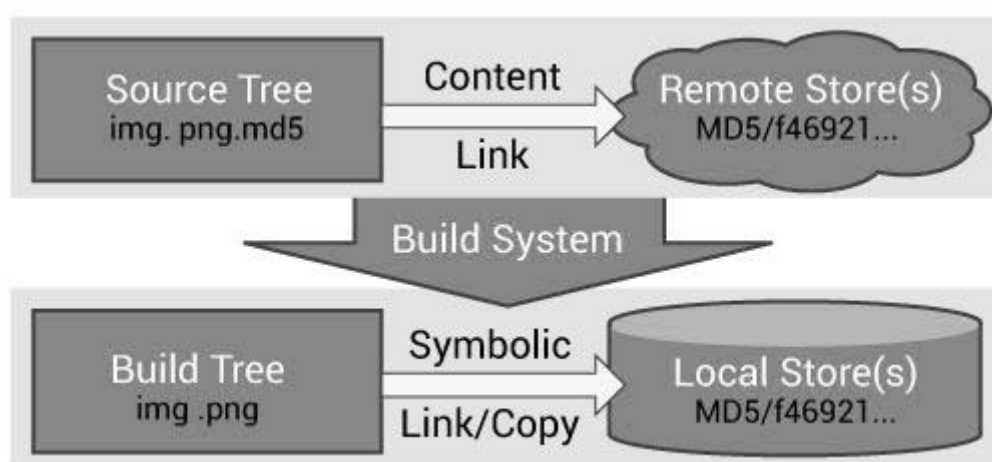 Source Tree
img. png.md5
Content
Link
Remote Store(s)
MD5/f46921...
Build System
Build Tree
img .png
Symbolic
Link/Copy
Local Store(s)
MD5/f46921...